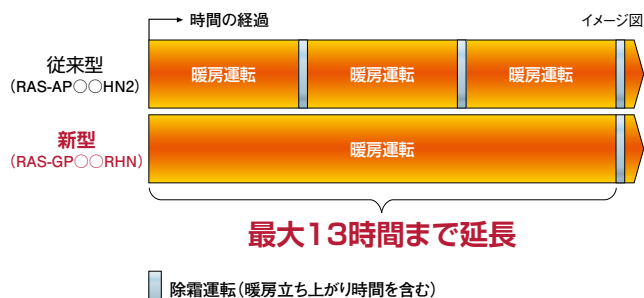 時間の経過
イメージ図
従来型
(RAS-AP○○HN2)
暖房運転
暖房運転
暖房運転
新型
(RAS-GP○○RHN)
暖房運転
最大13時間まで延長
除霜運転(暖房立ち上がり時間を含む)